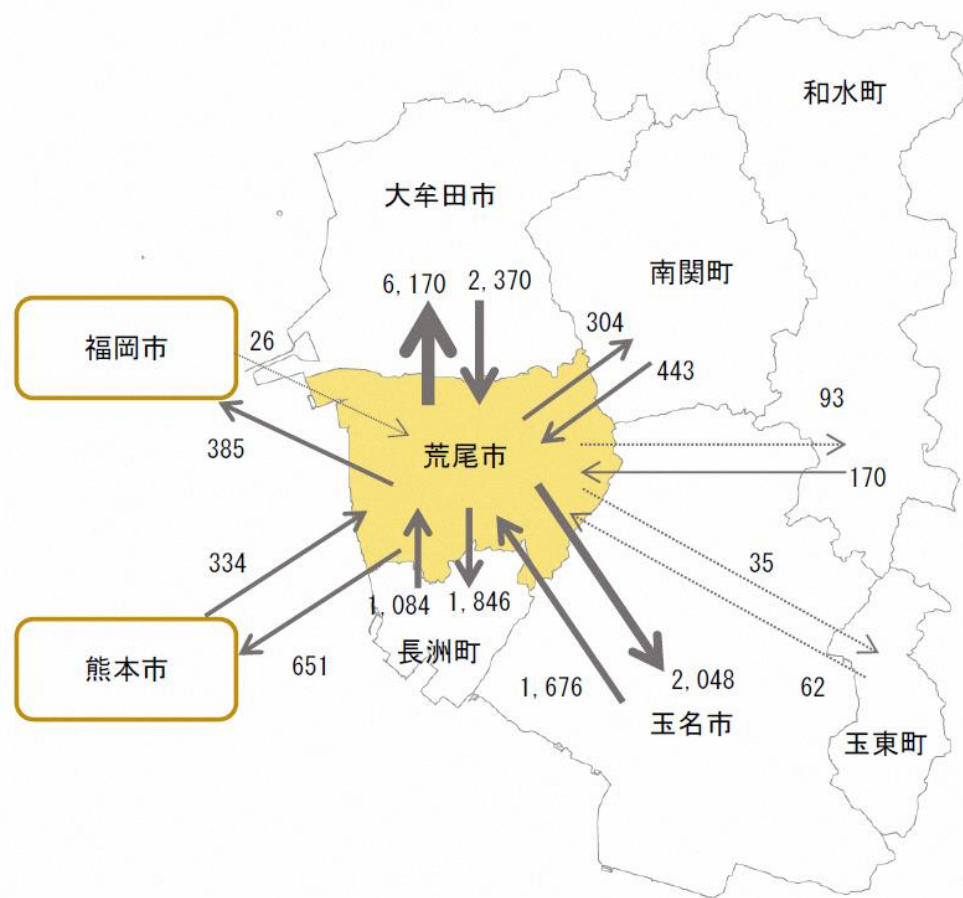 和水町
大牟田市
南関町
6,170
2,370
304
福岡市
26
443
93
385
荒尾市
170
334
35
1,084
1,846
熊本市
651
長洲町
1,676
2,048
62
玉名市
玉東町